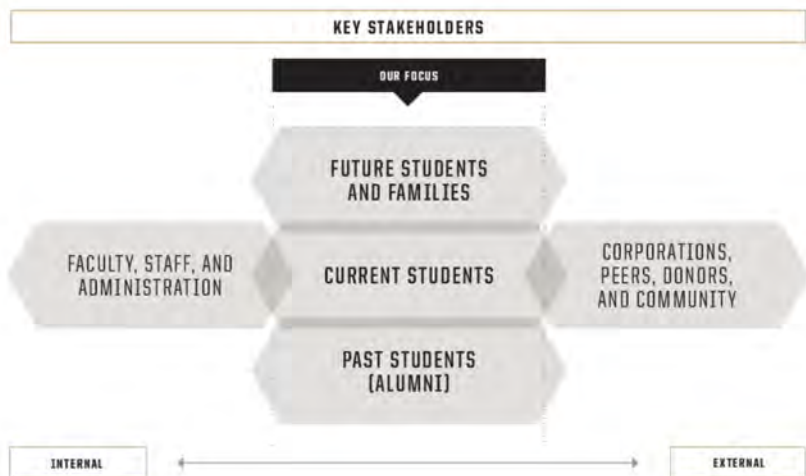 KEY STAKEHOLDERS
OUR FOCUS
FUTURE STUDENTS
AND FAMILIES
FACULTY, STAFF, AND
ADMINISTRATION
CURRENT STUDENTS
CORPORATIONS,
PEERS, DONORS,
AND COMMUNITY
PAST STUDENTS
(ALUMNI)
INTERNAL
EXTERNAL